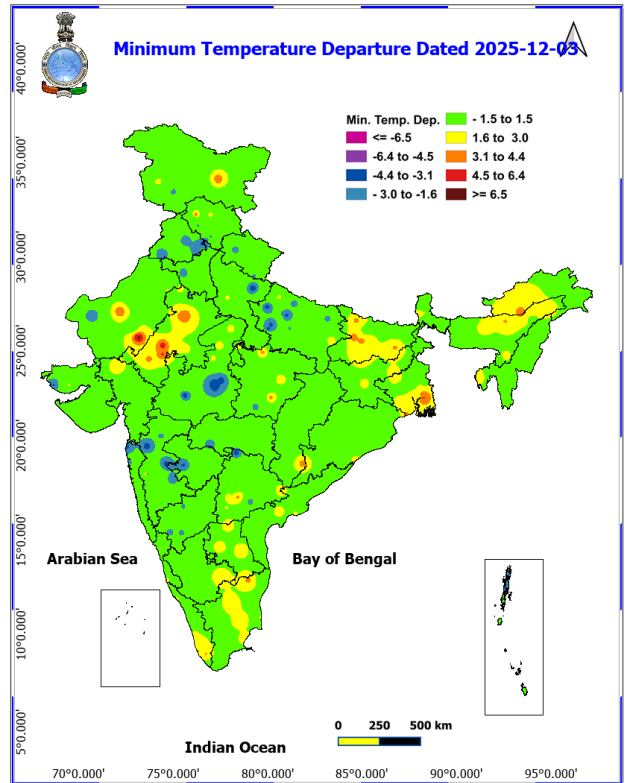 Minimum Temperature Departure Dated 2025-12-03
Min. Temp. Dep.
<= -6.5
-6.4 to -4.5
-4.4 to -3.1
- 3.0 to -1.6
- 1.5 to 1.5
1.6 to 3.0
3.1 to 4.4
4.5 to 6.4
>= 6.5
40°0.000'
35°0.000'
30°0.000'
25°0.000'
20°0.000'
15°0.000'
10°0.000'
5°0.000'
Arabian Sea
Bay of Bengal
Indian Ocean
0 250 500 km
70°0.000' 75°0.000' 80°0.000' 85°0.000' 90°0.000' 95°0.000'